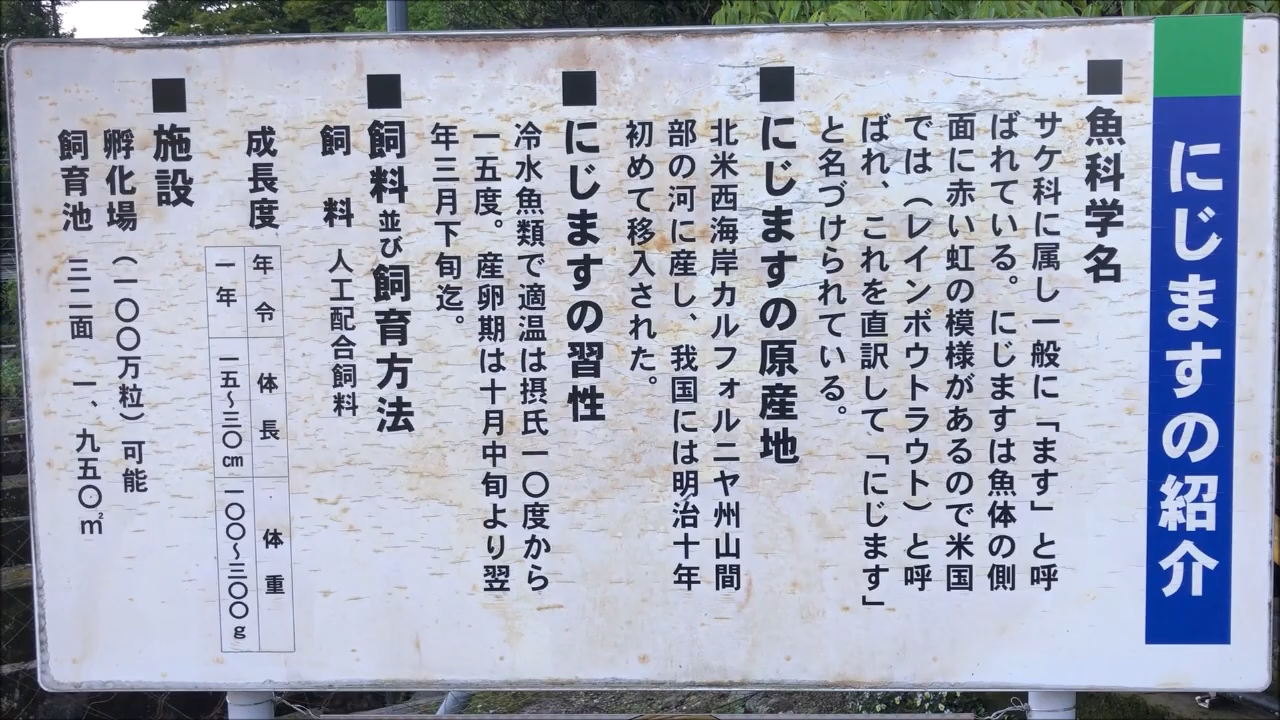 にじますの紹介
■魚科学名
サケ科に属し一般に「ます」と呼
ばれている。にじますは魚体の側
面に赤い虹の模様があるので米国
では（レインボウトラウト）と呼
ばれ、これを直訳して「にじます」
と名づけられている。
■にじますの原産地
北米西海岸カルフォルニヤ州山間
部の河に産し、我国には明治十年
初めて移入された。
■にじますの習性
冷水魚類で適温は摂氏一〇度から
一五度。産卵期は十月中旬より翌
年三月下旬迄。
■飼料並び飼育方法
飼料 人工配合飼料
成長度
年令 体長 体重
一年 一五〜三〇㎝ 一〇〇〜三〇〇g
■施設
孵化場（一〇〇万粒）可能
飼育池 三二面 一、九五〇㎡